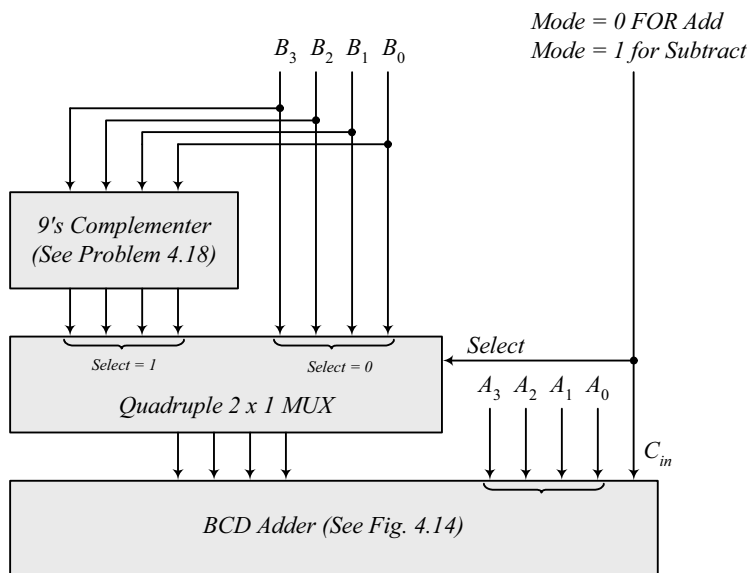 Mode = 0 FOR Add
Mode = 1 for Subtract
B3 B2 B1 B0
9's Complementer
(See Problem 4.18)
Select = 1
Select = 0
Select
Quadruple 2 x 1 MUX
A3 A2 A1 A0
Cin
BCD Adder (See Fig. 4.14)